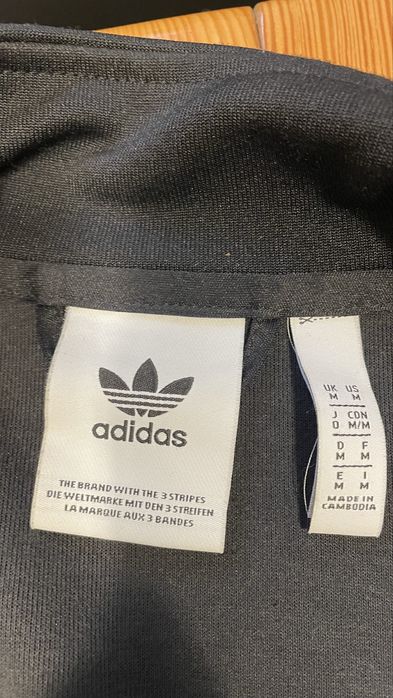 adidas
THE BRAND WITH THE 3 STRIPES
DIE WELTMARKE MIT DEN 3 STREIFEN
LA MARQUE AUX 3 BANDES
UK US
M M
J CON
O M/M
D F
M M
E I
M M
MADE IN
CAMBODIA